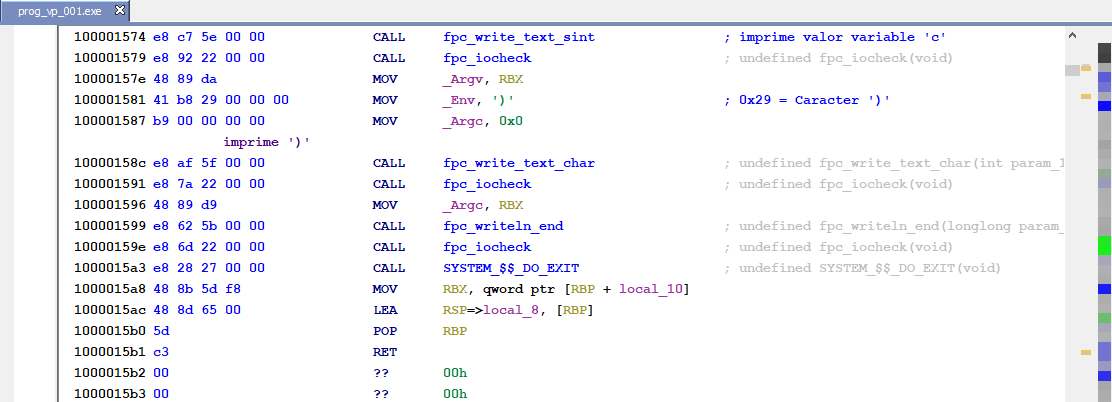 prog_vp_001.exe
100001574 e8 c7 5e 00 00 CALL fpc_write_text_sint ; imprime valor variable 'c'
100001579 e8 92 22 00 00 CALL fpc_iocheck ; undefined fpc_iocheck(void)
10000157e 48 89 da MOV _Argv, RBX
100001581 41 b8 29 00 00 00 MOV _Env, ')' ; 0x29 = Caracter ')'
100001587 b9 00 00 00 00 MOV _Argc, 0x0
imprime ')'
10000158c e8 af 5f 00 00 CALL fpc_write_text_char ; undefined fpc_write_text_char(int param_1
100001591 e8 7a 22 00 00 CALL fpc_iocheck ; undefined fpc_iocheck(void)
100001596 48 89 d9 MOV _Argc, RBX
100001599 e8 62 5b 00 00 CALL fpc_writeln_end ; undefined fpc_writeln_end(longlong param_
10000159e e8 6d 22 00 00 CALL fpc_iocheck ; undefined fpc_iocheck(void)
1000015a3 e8 28 27 00 00 CALL SYSTEM_$$_DO_EXIT ; undefined SYSTEM_$$_DO_EXIT(void)
1000015a8 48 8b 5d f8 MOV RBX, qword ptr [RBP + local_10]
1000015ac 48 8d 65 00 LEA RSP=>local_8, [RBP]
1000015b0 5d POP RBP
1000015b1 c3 RET
1000015b2 00 ?? 00h
1000015b3 00 ?? 00h